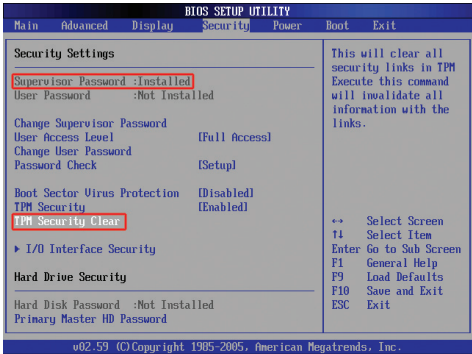 BIOS SETUP UTILITY
Main Advanced Display Security Power Boot Exit
Security Settings
Supervisor Password :Installed
User Password :Not Installed
Change Supervisor Password
User Access Level [Full Access]
Change User Password
Password Check [Setup]
Boot Sector Virus Protection [Disabled]
TPM Security [Enabled]
TPM Security Clear
▶ I/O Interface Security
Hard Drive Security
Hard Disk Password :Not Installed
Primary Master HD Password
This will clear all
security links in TPM
Execute this command
will invalidate all
information with the
links.
↔ Select Screen
↑↓ Select Item
Enter Go to Sub Screen
F1 General Help
F9 Load Defaults
F10 Save and Exit
ESC Exit
v02.59 (C)Copyright 1985-2005, American Megatrends, Inc.